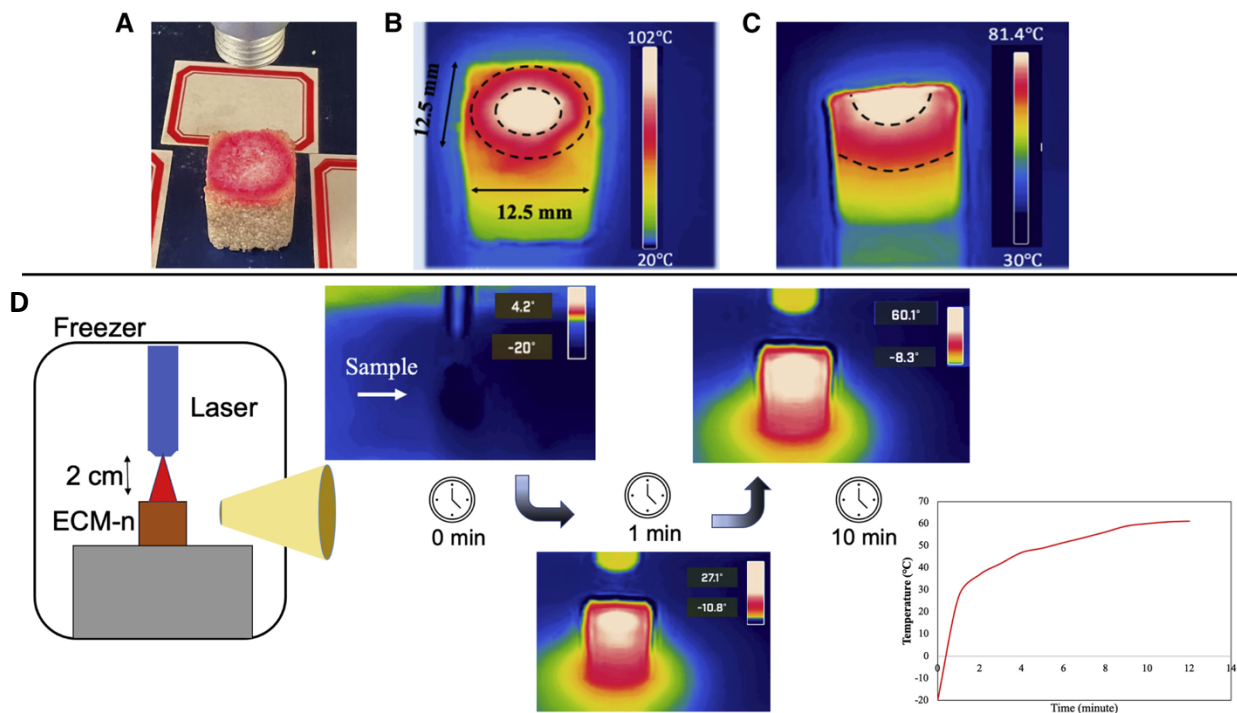 A
B
102°C
12.5 mm
12.5 mm
20°C
C
81.4°C
30°C
D
Freezer
Laser
2 cm
ECM-n
4.2°
-20°
Sample
60.1°
-8.3°
0 min
1 min
10 min
27.1°
-10.8°
70
60
50
40
30
20
10
0
-10
-20
0
2
4
6
8
10
12
14
Temperature (°C)
Time (minute)